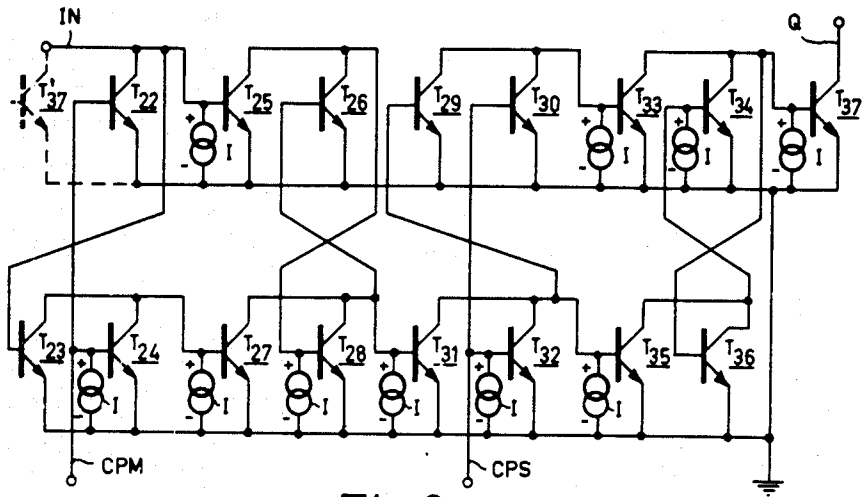 IN
Q
T'37
T22
T25
T26
T29
T30
T33
T34
T37
+
+
+
+
I
I
I
I
-
-
-
-
T23
T24
T27
T28
T31
T32
T35
T36
+
+
+
+
+
+
I
I
I
I
I
I
-
-
-
-
-
-
CPM
CPS